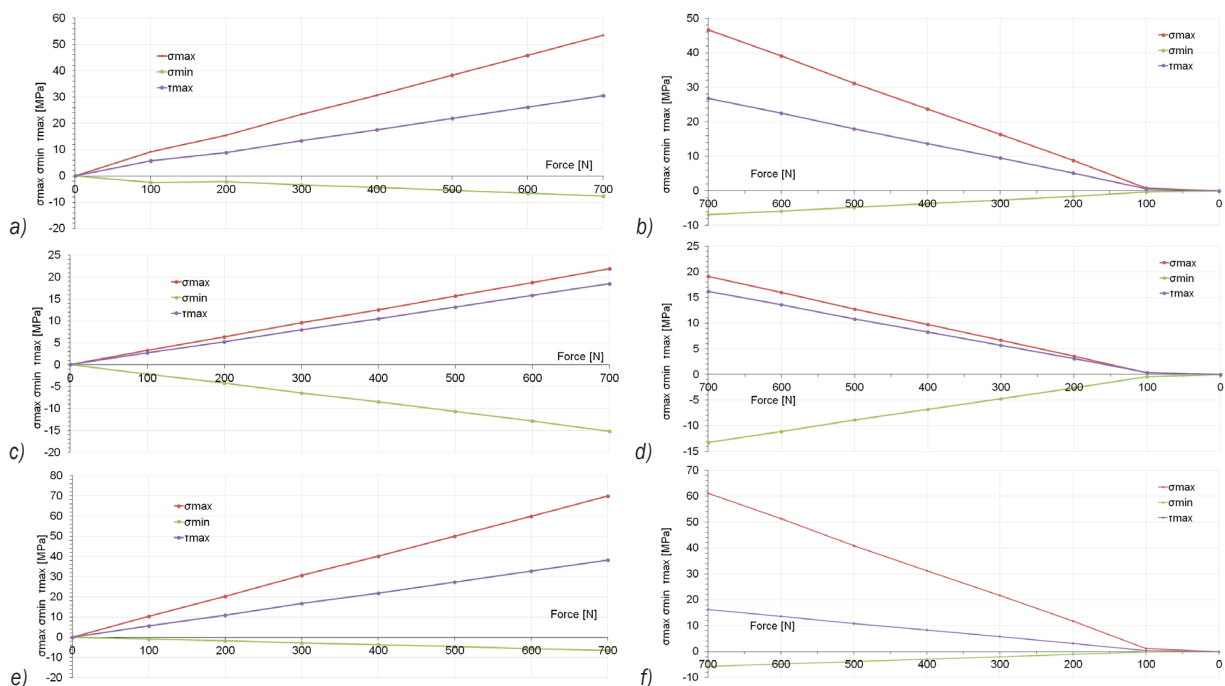 60
50
40
30
20
10
0
-10
-20
σmax σmin τmax [MPa]
σmax
σmin
τmax
Force [N]
0 100 200 300 400 500 600 700
a)
50
40
30
20
10
0
-10
σmax σmin τmax [MPa]
σmax
σmin
τmax
Force [N]
700 600 500 400 300 200 100 0
b)
25
20
15
10
5
0
-5
-10
-15
-20
σmax σmin τmax [MPa]
σmax
σmin
τmax
Force [N]
0 100 200 300 400 500 600 700
c)
25
20
15
10
5
0
-5
-10
-15
σmax σmin τmax [MPa]
σmax
σmin
τmax
Force [N]
700 600 500 400 300 200 100 0
d)
80
70
60
50
40
30
20
10
0
-10
-20
σmax σmin τmax [MPa]
σmax
σmin
τmax
Force [N]
0 100 200 300 400 500 600 700
e)
70
60
50
40
30
20
10
0
-10
σmax σmin τmax [MPa]
σmax
σmin
τmax
Force [N]
700 600 500 400 300 200 100 0
f)